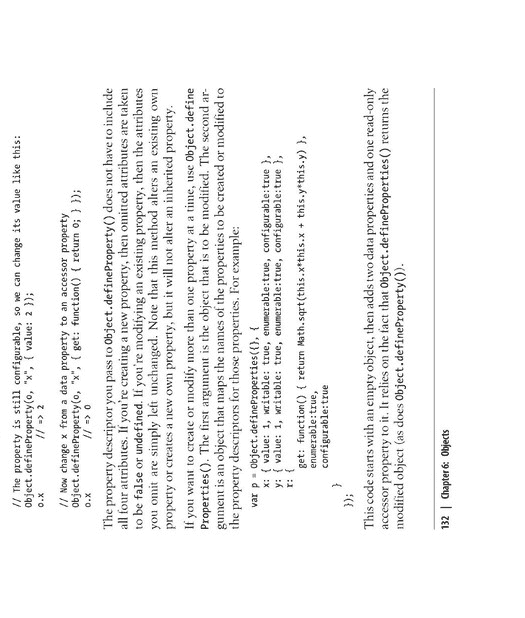 // The property is still configurable, so we can change its value like this:
Object.defineProperty(o, "x", { value: 2 });
o.x // => 2
// Now change x from a data property to an accessor property
Object.defineProperty(o, "x", { get: function() { return 0; } });
o.x // => 0
The property descriptor you pass to Object.defineProperty() does not have to include
all four attributes. If you're creating a new property, then omitted attributes are taken
to be false or undefined. If you're modifying an existing property, then the attributes
you omit are simply left unchanged. Note that this method alters an existing own
property or creates a new own property, but it will not alter an inherited property.
If you want to create or modify more than one property at a time, use Object.define
Properties(). The first argument is the object that is to be modified. The second ar-
gument is an object that maps the names of the properties to be created or modified to
the property descriptors for those properties. For example:
var p = Object.defineProperties({}, {
x: { value: 1, writable: true, enumerable:true, configurable:true },
y: { value: 1, writable: true, enumerable:true, configurable:true },
r: {
get: function() { return Math.sqrt(this.x*this.x + this.y*this.y) },
enumerable:true,
configurable:true
}
});
This code starts with an empty object, then adds two data properties and one read-only
accessor property to it. It relies on the fact that Object.defineProperties() returns the
modified object (as does Object.defineProperty()).
132 | Chapter 6: Objects